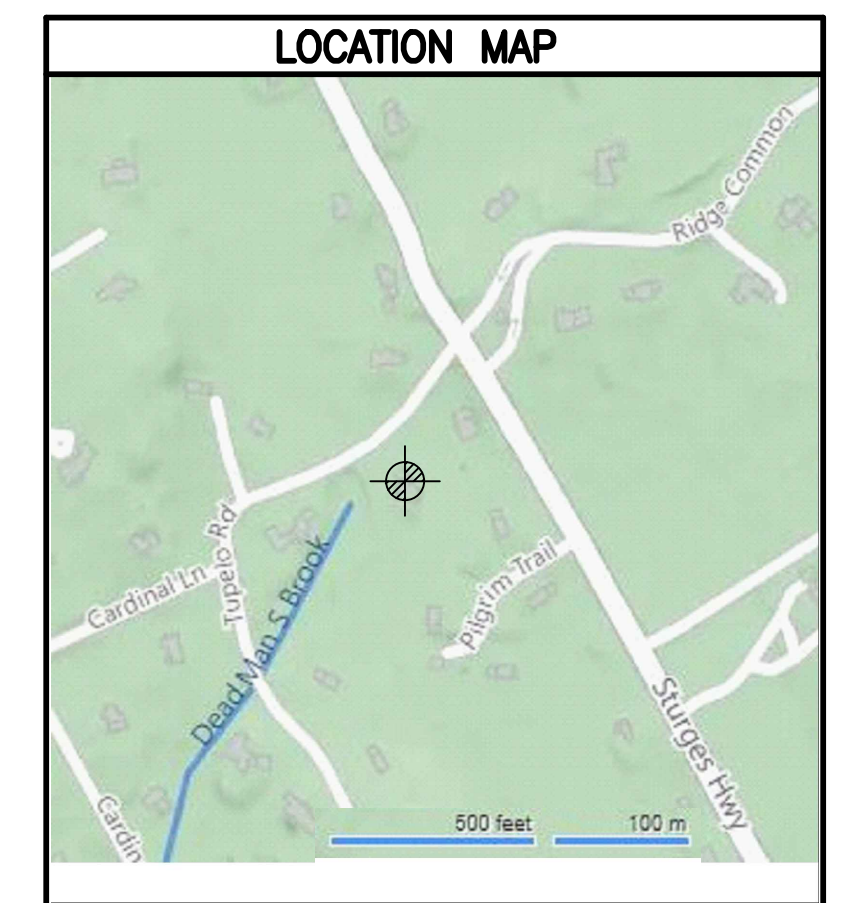 LOCATION MAP
Ridge Common
Tupelo Rd
Cardinal Ln
Pilgrim Trail
Dead Man S Brook
Sturges Hwy
Cardin
500 feet
100 m